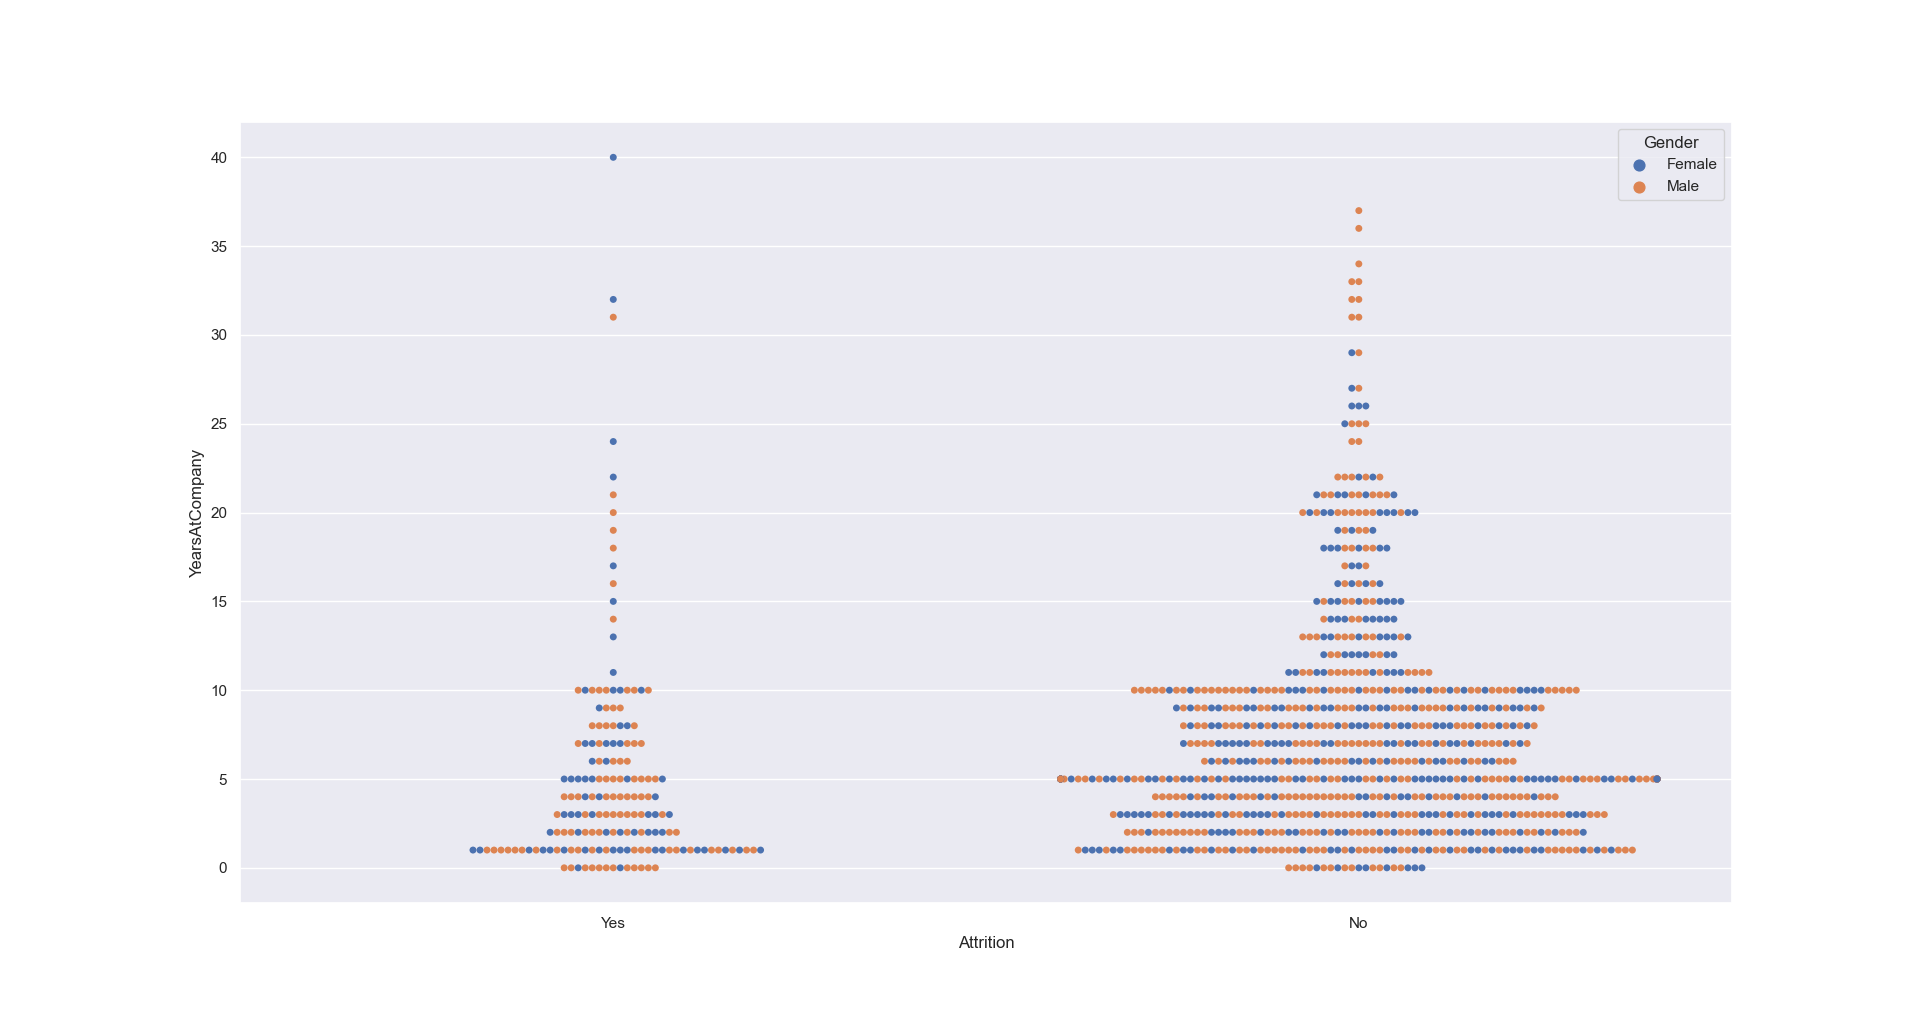 Gender
Female
Male
40
35
30
25
20
15
10
5
0
YearsAtCompany
Yes
No
Attrition